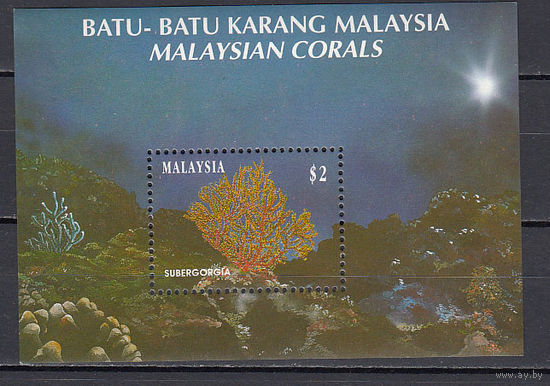 BATU- BATU KARANG MALAYSIA
MALAYSIAN CORALS
MALAYSIA $2
SUBERGORGIA
www.ay.by